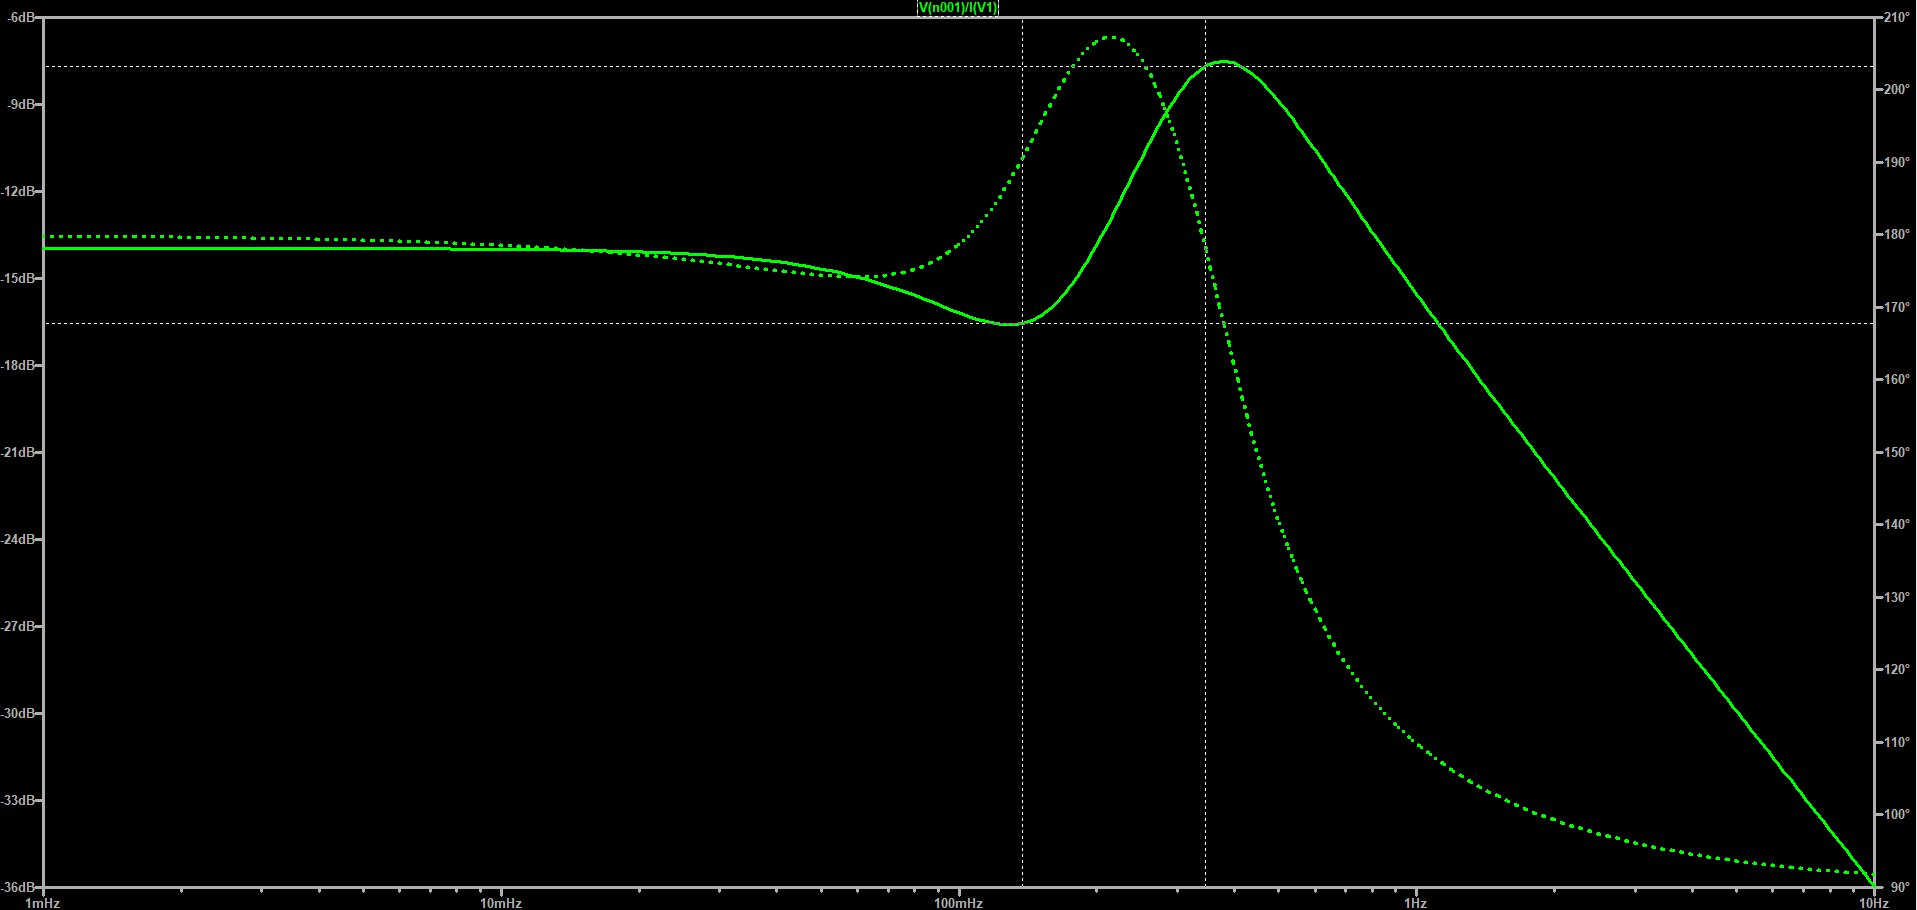 V(n001)/I(V1)
-6dB
-9dB
-12dB
-15dB
-18dB
-21dB
-24dB
-27dB
-30dB
-33dB
-36dB
210°
200°
190°
180°
170°
160°
150°
140°
130°
120°
110°
100°
90°
1mHz
10mHz
100mHz
1Hz
10Hz